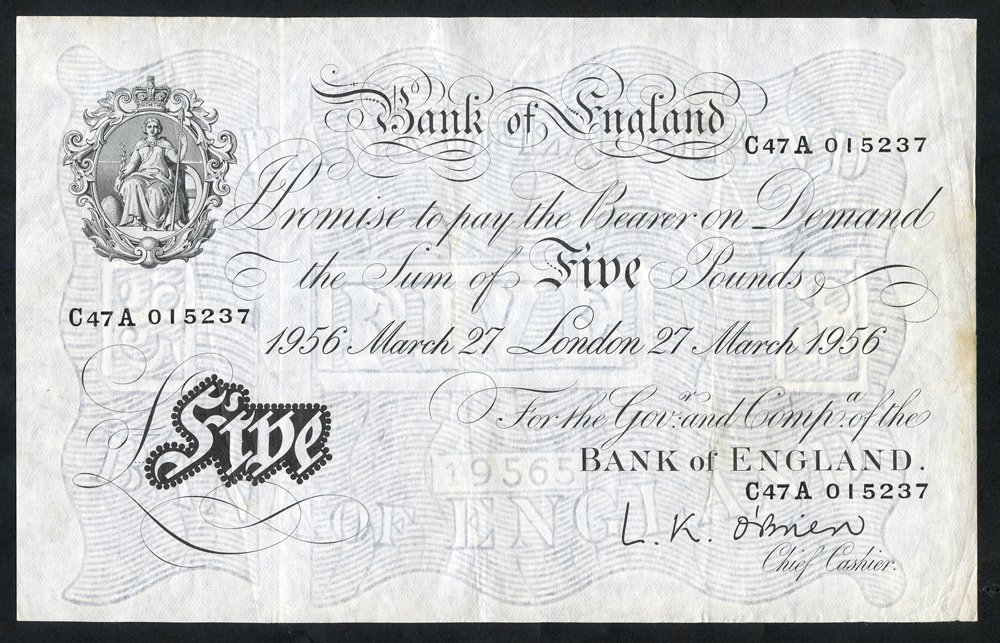 Bank of England
C47A 015237
I Promise to pay the Bearer on Demand
the Sum of Five Pounds
C47A 015237
1956 March 27 London 27 March 1956
For the Govr. and Compa. of the
BANK of ENGLAND.
Five
C47A 015237
L. K. O'Brien
Chief Cashier.